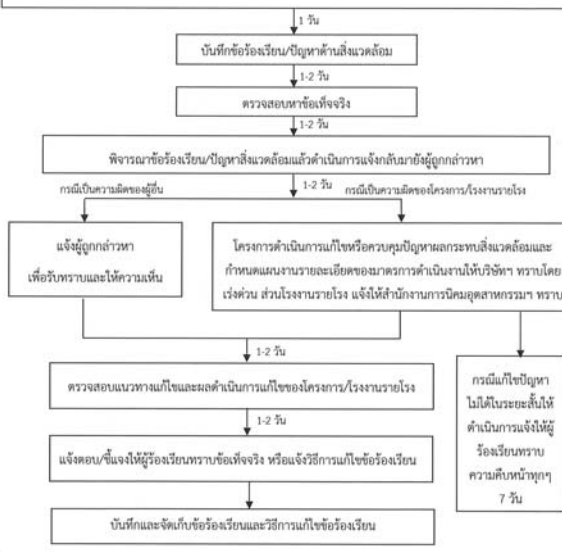 1 วัน
บันทึกข้อร้องเรียน/ปัญหาด้านสิ่งแวดล้อม
1-2 วัน
ตรวจสอบหาข้อเท็จจริง
1-2 วัน
พิจารณาข้อร้องเรียน/ปัญหาสิ่งแวดล้อมแล้วดำเนินการแจ้งกลับมายังผู้ถูกกล่าวหา
1-2 วัน
กรณีเป็นความผิดของผู้อื่น
กรณีเป็นความผิดของโครงการ/โรงงานรายโรง
แจ้งผู้ถูกกล่าวหา
เพื่อรับทราบและให้ความเห็น
โครงการดำเนินการแก้ไขหรือควบคุมปัญหาผลกระทบสิ่งแวดล้อมและ
กำหนดแผนงานรายละเอียดของมาตรการดำเนินงานให้บริษัทฯ ทราบโดย
เร่งด่วน ส่วนโรงงานรายโรง แจ้งให้สำนักงานการนิคมอุตสาหกรรมฯ ทราบ
1-2 วัน
ตรวจสอบแนวทางแก้ไขและผลดำเนินการแก้ไขของโครงการ/โรงงานรายโรง
1-2 วัน
แจ้งตอบ/ชี้แจงให้ผู้ร้องเรียนทราบข้อเท็จจริง หรือแจ้งวิธีการแก้ไขข้อร้องเรียน
บันทึกและจัดเก็บข้อร้องเรียนและวิธีการแก้ไขข้อร้องเรียน
กรณีแก้ไขปัญหา
ไม่ได้ในระยะสั้นให้
ดำเนินการแจ้งให้ผู้
ร้องเรียนทราบ
ความคืบหน้าทุกๆ
7 วัน